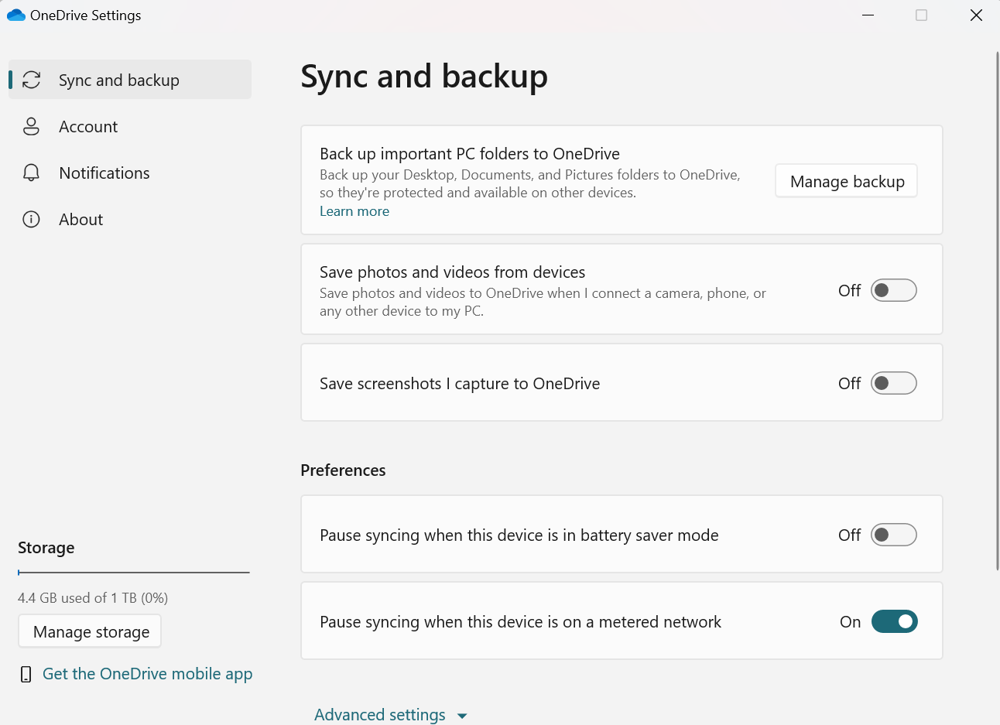 OneDrive Settings
Sync and backup
Account
Notifications
About
Storage
4.4 GB used of 1 TB (0%)
Manage storage
Get the OneDrive mobile app
Sync and backup
Back up important PC folders to OneDrive
Back up your Desktop, Documents, and Pictures folders to OneDrive,
so they're protected and available on other devices.
Learn more
Manage backup
Save photos and videos from devices
Save photos and videos to OneDrive when I connect a camera, phone, or
any other device to my PC.
Off
Save screenshots I capture to OneDrive
Off
Preferences
Pause syncing when this device is in battery saver mode
Off
Pause syncing when this device is on a metered network
On
Advanced settings